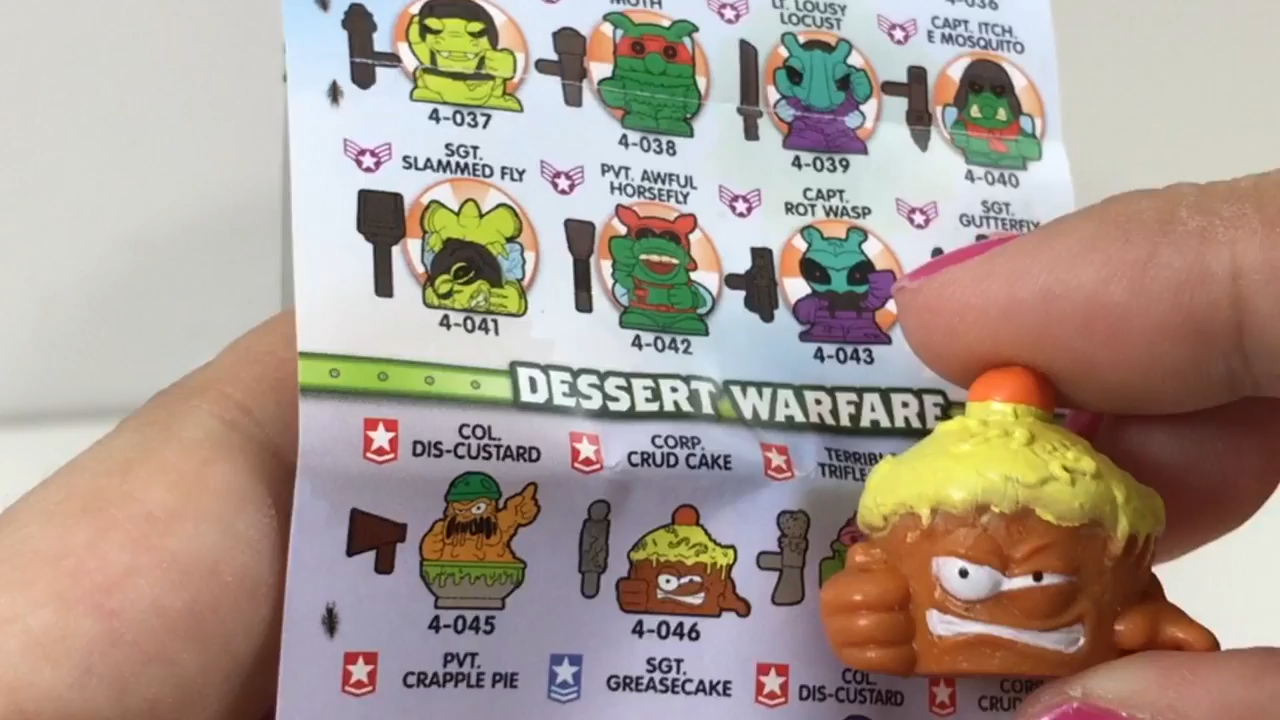 MOTH
LT. LOUSY
LOCUST
4-036
CAPT. ITCH.
E MOSQUITO
4-037
4-038
4-039
4-040
SGT.
SLAMMED FLY
PVT. AWFUL
HORSEFLY
CAPT.
ROT WASP
SGT.
GUTTERFLY
4-041
4-042
4-043
DESSERT WARFARE
COL.
DIS-CUSTARD
CORP.
CRUD CAKE
TRIFLE
4-045
4-046
PVT.
CRAPPLE PIE
SGT.
GREASECAKE
COL.
DIS-CUSTARD